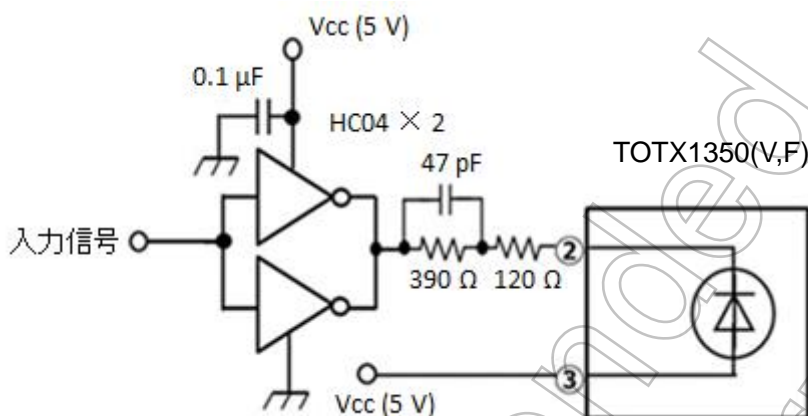 Vcc (5 V)
0.1 μF
HC04 × 2
47 pF
TOTX1350(V,F)
入力信号
390 Ω
120 Ω
②
③
Vcc (5 V)